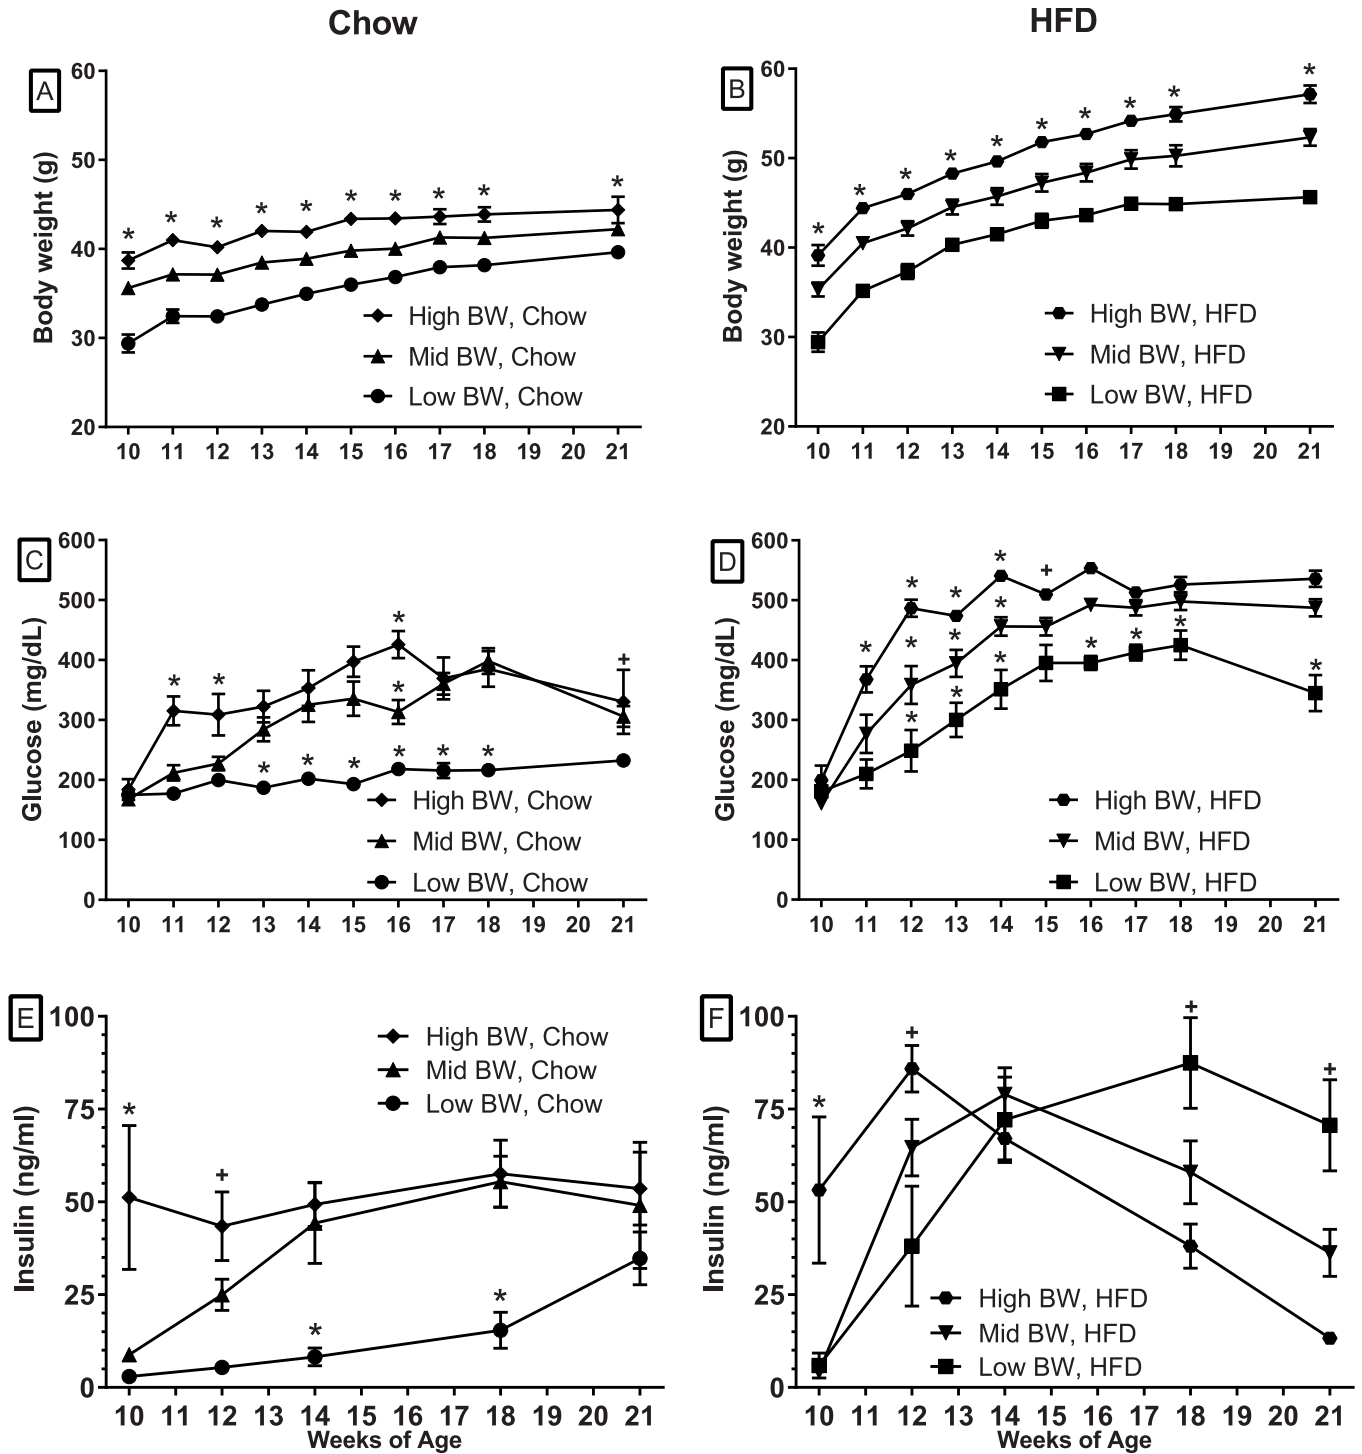 Chow
HFD
A
60
50
40
30
20
Body weight (g)
* * * * * * * * * *
High BW, Chow
Mid BW, Chow
Low BW, Chow
10 11 12 13 14 15 16 17 18 19 20 21
B
60
50
40
30
20
Body weight (g)
* * * * * * * * * *
High BW, HFD
Mid BW, HFD
Low BW, HFD
10 11 12 13 14 15 16 17 18 19 20 21
C
600
500
400
300
200
100
0
Glucose (mg/dL)
* * * +
*
* * * * * *
High BW, Chow
Mid BW, Chow
Low BW, Chow
10 11 12 13 14 15 16 17 18 19 20 21
D
600
500
400
300
200
100
0
Glucose (mg/dL)
* * * * +
* * *
* * * * * * *
High BW, HFD
Mid BW, HFD
Low BW, HFD
10 11 12 13 14 15 16 17 18 19 20 21
E
100
75
50
25
0
Insulin (ng/ml)
High BW, Chow
Mid BW, Chow
Low BW, Chow
* +
* *
10 11 12 13 14 15 16 17 18 19 20 21
Weeks of Age
F
100
75
50
25
0
Insulin (ng/ml)
* + + +
High BW, HFD
Mid BW, HFD
Low BW, HFD
10 11 12 13 14 15 16 17 18 19 20 21
Weeks of Age